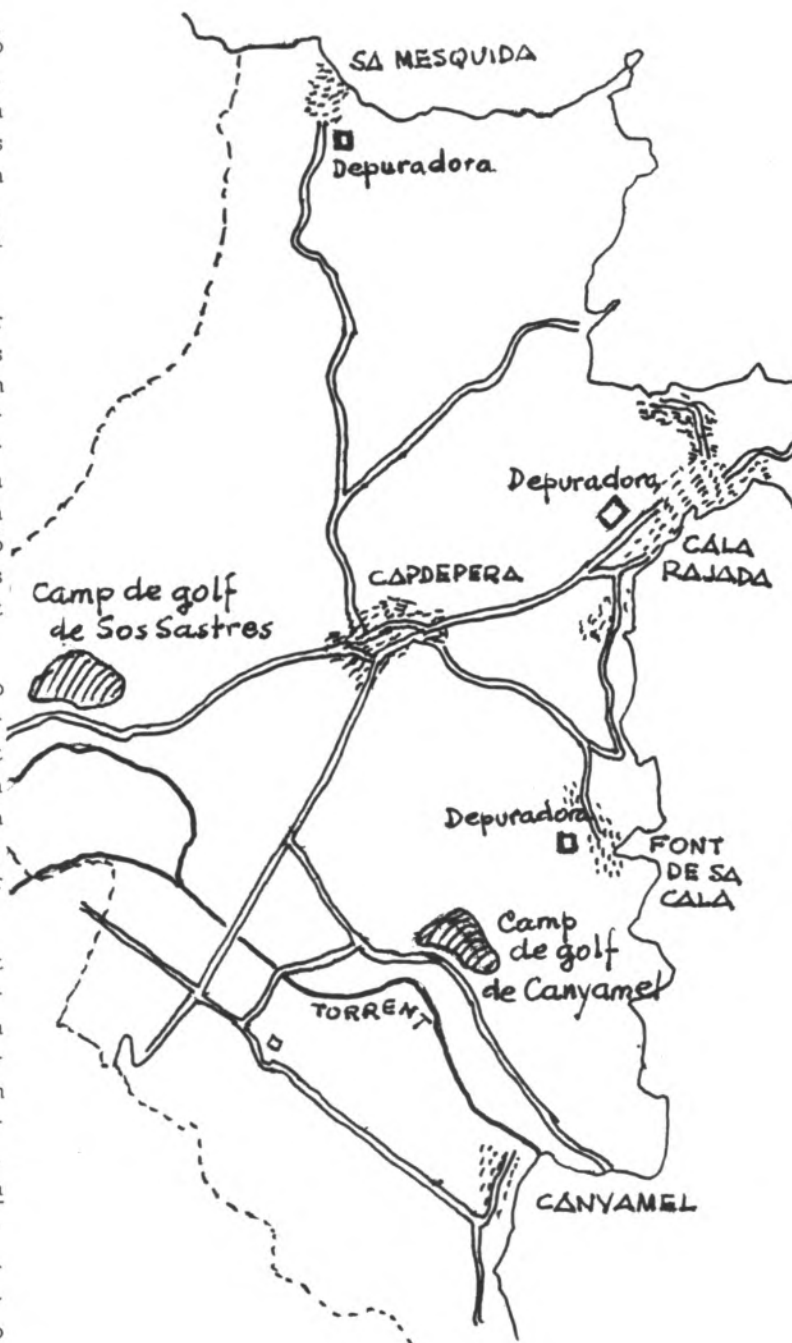 SA MESQUIDA
Depuradora
Depuradora
CALA
RAJADA
CAPDEPERA
Camp de golf
de Sos Sastres
Depuradora
FONT
DE SA
CALA
Camp
de golf
de Canyamel
TORRENT
CANYAMEL